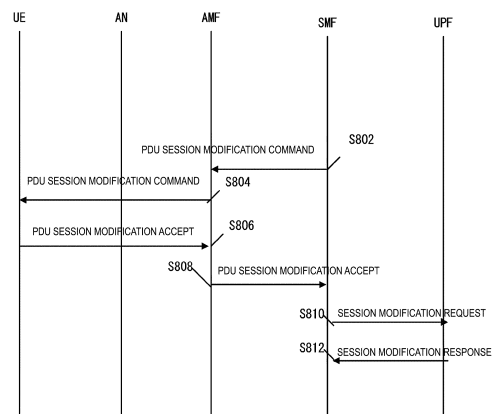 UE
AN
AMF
SMF
UPF
S802
PDU SESSION MODIFICATION COMMAND
PDU SESSION MODIFICATION COMMAND
S804
PDU SESSION MODIFICATION ACCEPT
S806
S808
PDU SESSION MODIFICATION ACCEPT
S810
SESSION MODIFICATION REQUEST
S812
SESSION MODIFICATION RESPONSE